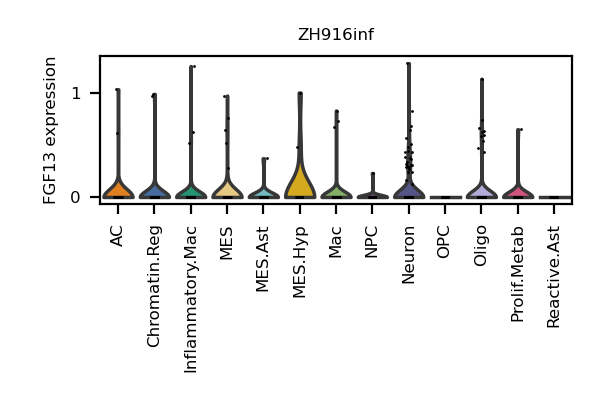 ZH916inf
FGF13 expression
1
0
AC
Chromatin.Reg
Inflammatory.Mac
MES
MES.Ast
MES.Hyp
Mac
NPC
Neuron
OPC
Oligo
Prolif.Metab
Reactive.Ast